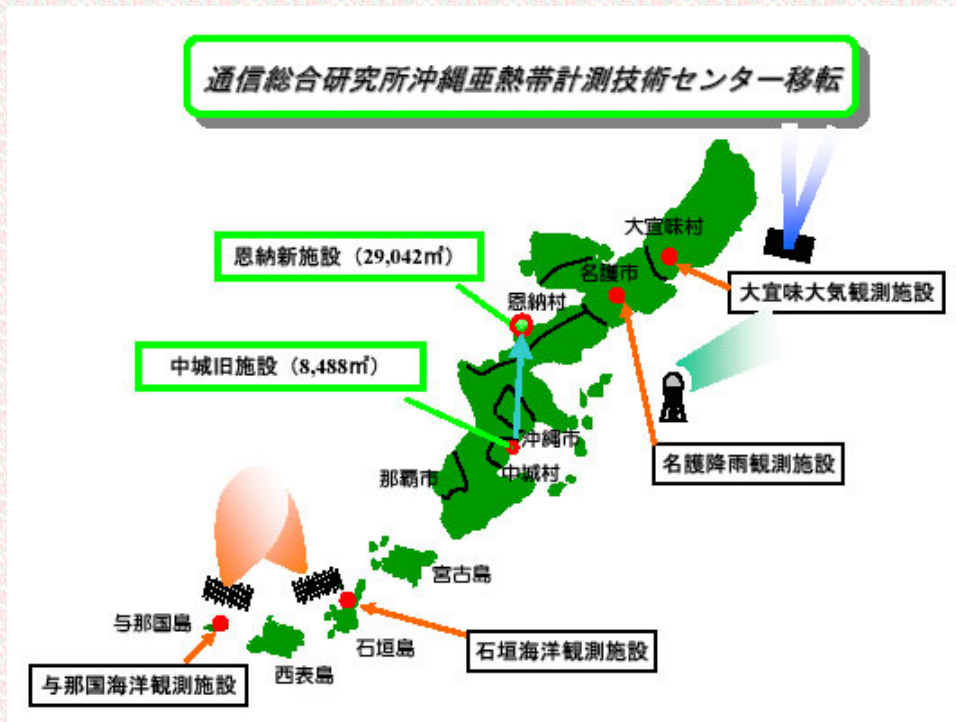 通信総合研究所沖縄亜熱帯計測技術センター移転
大宜味村
恩納新施設（29,042㎡）
名護市
大宜味大気観測施設
恩納村
中城旧施設（8,488㎡）
沖縄市
名護降雨観測施設
那覇市
中城村
宮古島
与那国島
石垣島
石垣海洋観測施設
西表島
与那国海洋観測施設